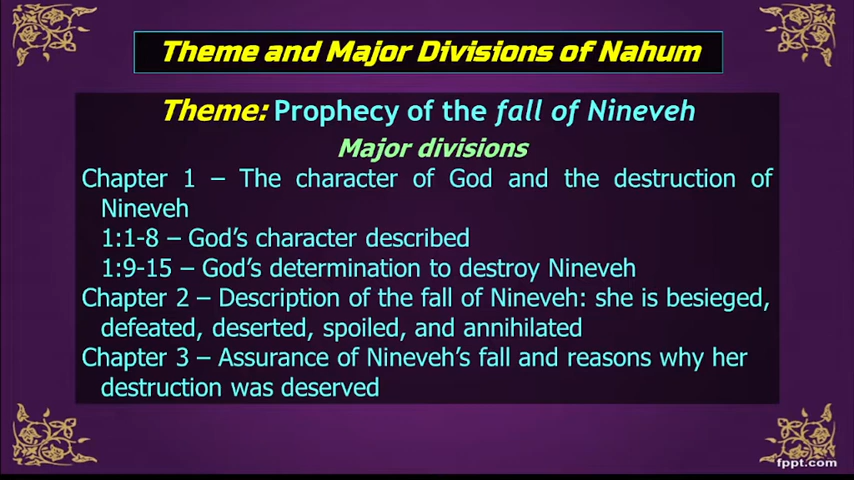 Theme and Major Divisions of Nahum
Theme: Prophecy of the fall of Nineveh
Major divisions
Chapter 1 – The character of God and the destruction of
Nineveh
1:1-8 – God's character described
1:9-15 – God's determination to destroy Nineveh
Chapter 2 – Description of the fall of Nineveh: she is besieged,
defeated, deserted, spoiled, and annihilated
Chapter 3 – Assurance of Nineveh's fall and reasons why her
destruction was deserved
fppt.com